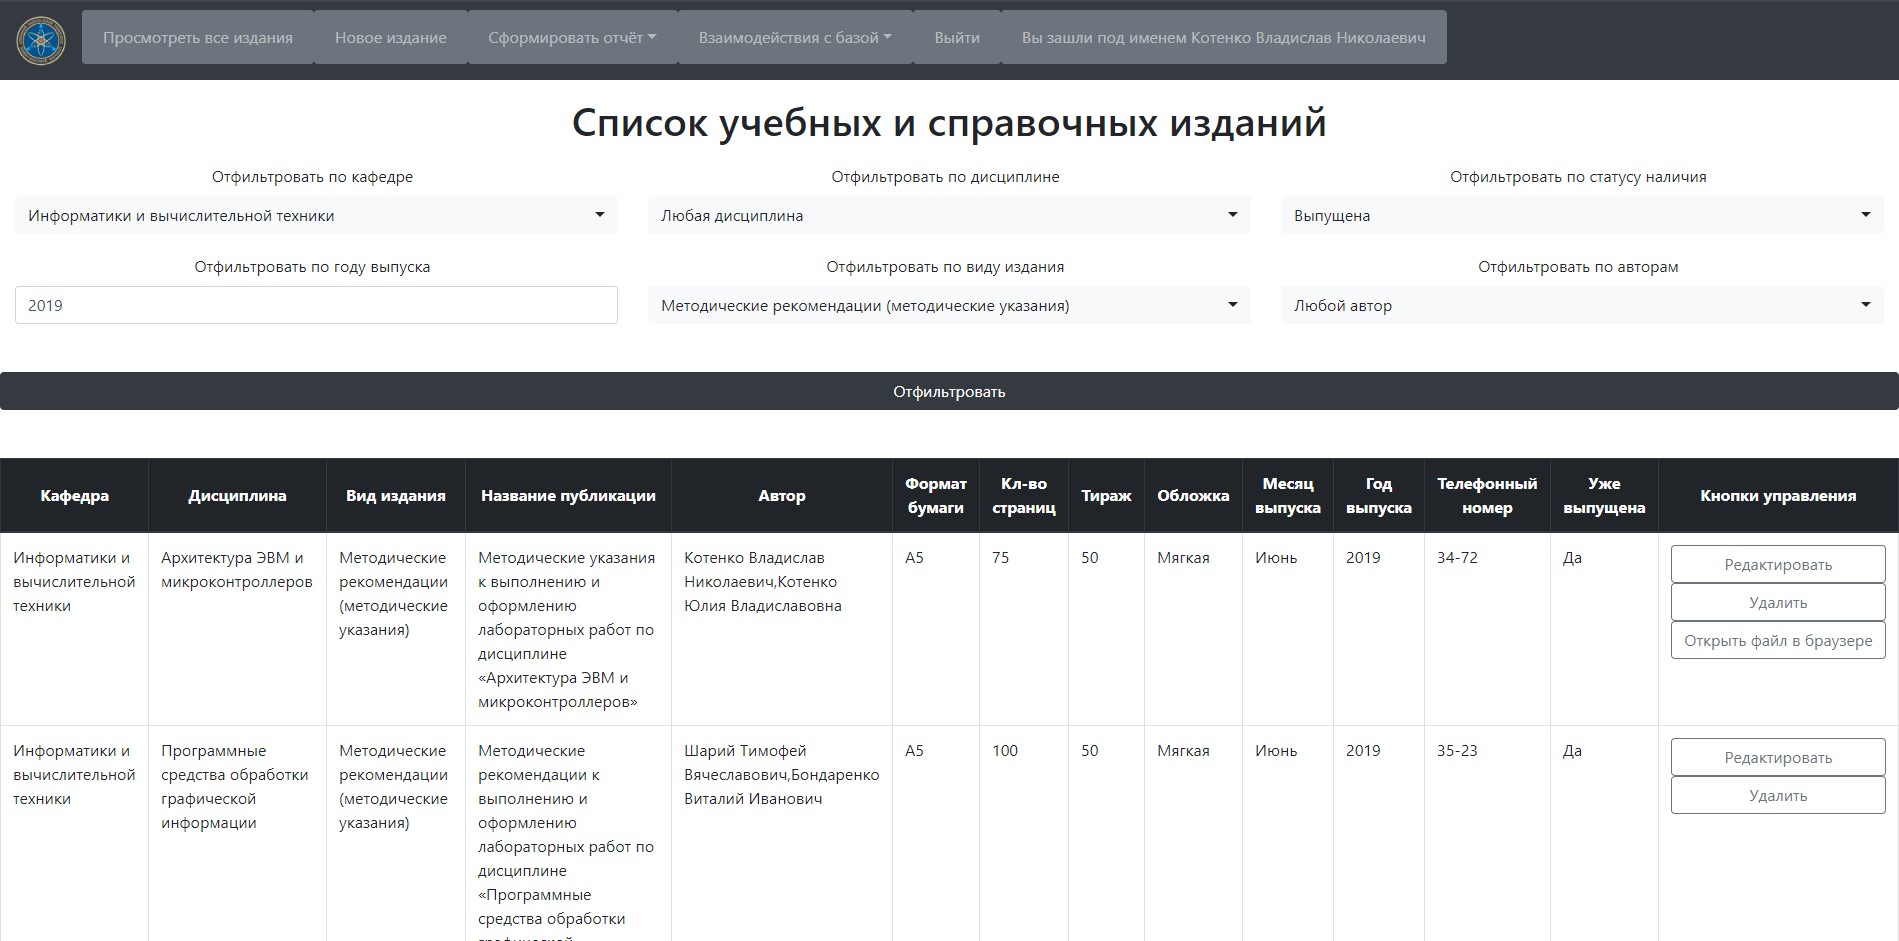 Просмотреть все издания
Новое издание
Сформировать отчёт
Взаимодействия с базой
Выйти
Вы зашли под именем Котенко Владислав Николаевич
Список учебных и справочных изданий
Отфильтровать по кафедре
Отфильтровать по дисциплине
Отфильтровать по статусу наличия
Информатики и вычислительной техники
Любая дисциплина
Выпущена
Отфильтровать по году выпуска
Отфильтровать по виду издания
Отфильтровать по авторам
2019
Методические рекомендации (методические указания)
Любой автор
Отфильтровать
Кафедра
Дисциплина
Вид издания
Название публикации
Автор
Формат
бумаги
Кл-во
страниц
Тираж
Обложка
Месяц
выпуска
Год
выпуска
Телефонный
номер
Уже
выпущена
Кнопки управления
Информатики и
вычислительной
техники
Архитектура ЭВМ и
микроконтроллеров
Методические
рекомендации
(методические
указания)
Методические указания
к выполнению и
оформлению
лабораторных работ по
дисциплине
«Архитектура ЭВМ и
микроконтроллеров»
Котенко Владислав
Николаевич,Котенко
Юлия Владиславовна
А5
75
50
Мягкая
Июнь
2019
34-72
Да
Редактировать
Удалить
Открыть файл в браузере
Информатики и
вычислительной
техники
Программные
средства обработки
графической
информации
Методические
рекомендации
(методические
указания)
Методические
рекомендации к
выполнению и
оформлению
лабораторных работ по
дисциплине
«Программные
средства обработки
Шарий Тимофей
Вячеславович,Бондаренко
Виталий Иванович
А5
100
50
Мягкая
Июнь
2019
35-23
Да
Редактировать
Удалить